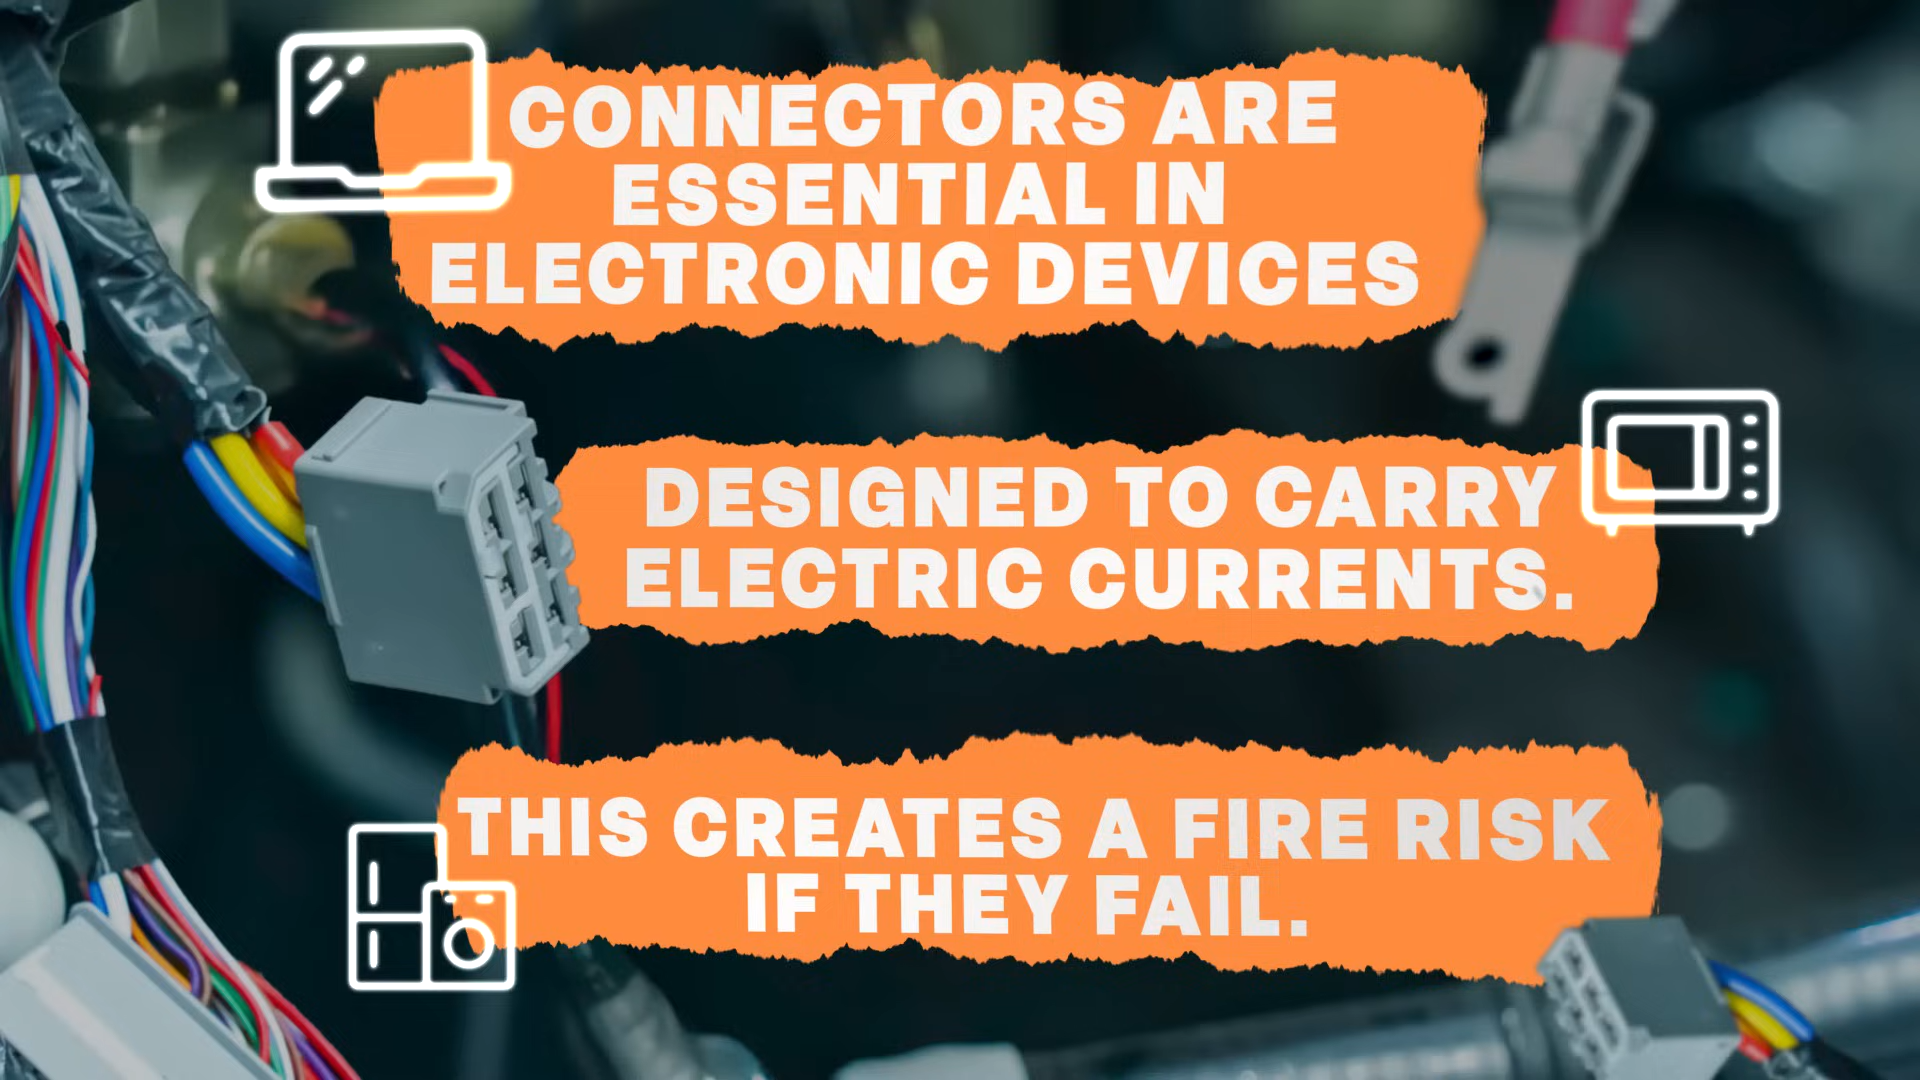 CONNECTORS ARE
ESSENTIAL IN
ELECTRONIC DEVICES
DESIGNED TO CARRY
ELECTRIC CURRENTS.
THIS CREATES A FIRE RISK
IF THEY FAIL.